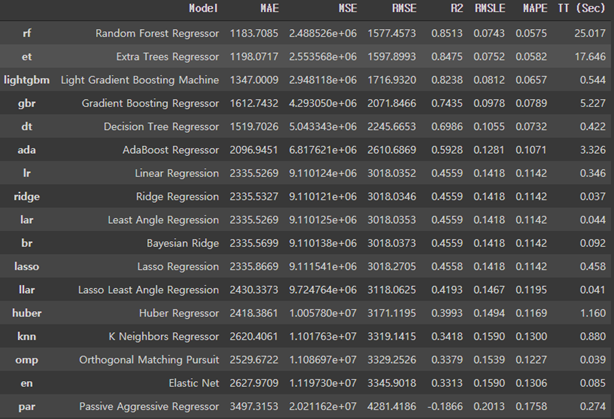 Model MAE MSE RMSE R2 RMSLE MAPE TT (Sec)
rf Random Forest Regressor 1183.7085 2.488526e+06 1577.4573 0.8513 0.0743 0.0575 25.017
et Extra Trees Regressor 1198.0717 2.553568e+06 1597.8993 0.8475 0.0752 0.0582 17.646
lightgbm Light Gradient Boosting Machine 1347.0009 2.948118e+06 1716.9320 0.8238 0.0812 0.0657 0.544
gbr Gradient Boosting Regressor 1612.7432 4.293050e+06 2071.8466 0.7435 0.0978 0.0789 5.227
dt Decision Tree Regressor 1519.7026 5.043343e+06 2245.6653 0.6986 0.1055 0.0732 0.422
ada AdaBoost Regressor 2096.9451 6.817621e+06 2610.6869 0.5928 0.1281 0.1071 3.326
lr Linear Regression 2335.5269 9.110124e+06 3018.0352 0.4559 0.1418 0.1142 0.346
ridge Ridge Regression 2335.5327 9.110121e+06 3018.0346 0.4559 0.1418 0.1142 0.037
lar Least Angle Regression 2335.5269 9.110125e+06 3018.0353 0.4559 0.1418 0.1142 0.044
br Bayesian Ridge 2335.5699 9.110138e+06 3018.0373 0.4559 0.1418 0.1142 0.092
lasso Lasso Regression 2335.8669 9.111541e+06 3018.2705 0.4558 0.1418 0.1142 0.458
llar Lasso Least Angle Regression 2430.3373 9.724764e+06 3118.0625 0.4193 0.1467 0.1195 0.041
huber Huber Regressor 2418.3861 1.005780e+07 3171.1195 0.3993 0.1494 0.1169 1.160
knn K Neighbors Regressor 2620.4061 1.101763e+07 3319.1415 0.3418 0.1590 0.1300 0.880
omp Orthogonal Matching Pursuit 2529.6722 1.108697e+07 3329.2526 0.3379 0.1539 0.1227 0.039
en Elastic Net 2627.9709 1.119730e+07 3345.9018 0.3313 0.1590 0.1306 0.085
par Passive Aggressive Regressor 3497.3153 2.021162e+07 4281.4186 -0.1866 0.2013 0.1758 0.274